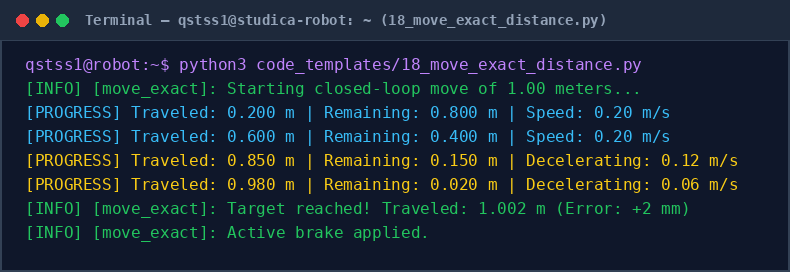 Terminal — qstss1@studica-robot: ~ (18_move_exact_distance.py)
qstss1@robot:~$ python3 code_templates/18_move_exact_distance.py
[INFO] [move_exact]: Starting closed-loop move of 1.00 meters...
[PROGRESS] Traveled: 0.200 m | Remaining: 0.800 m | Speed: 0.20 m/s
[PROGRESS] Traveled: 0.600 m | Remaining: 0.400 m | Speed: 0.20 m/s
[PROGRESS] Traveled: 0.850 m | Remaining: 0.150 m | Decelerating: 0.12 m/s
[PROGRESS] Traveled: 0.980 m | Remaining: 0.020 m | Decelerating: 0.06 m/s
[INFO] [move_exact]: Target reached! Traveled: 1.002 m (Error: +2 mm)
[INFO] [move_exact]: Active brake applied.